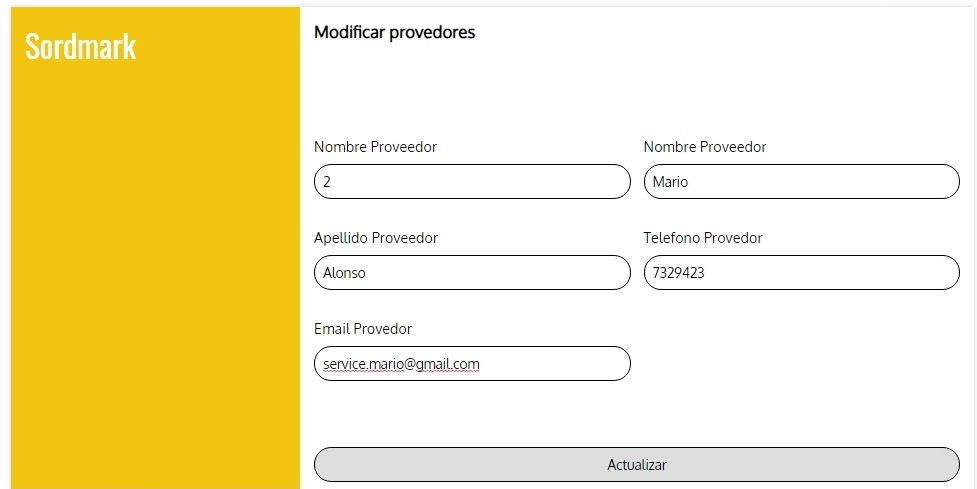 Sordmark
Modificar provedores
Nombre Proveedor
2
Nombre Proveedor
Mario
Apellido Proveedor
Alonso
Telefono Provedor
7329423
Email Provedor
service.mario@gmail.com
Actualizar